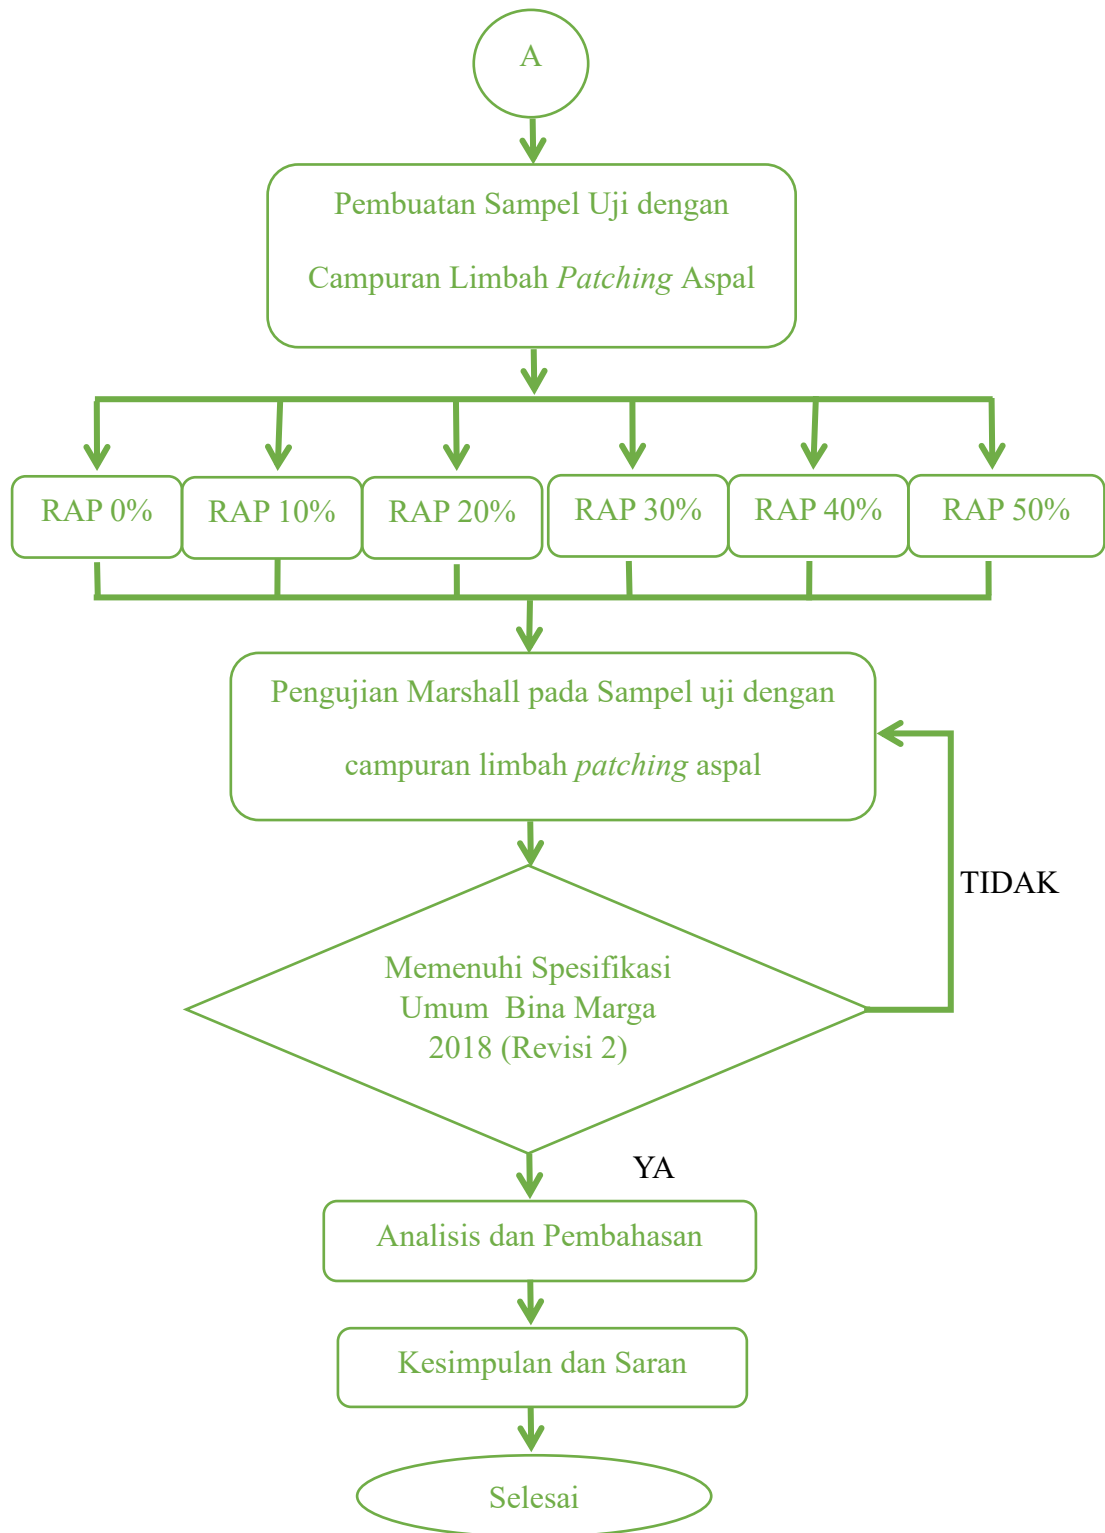 A
Pembuatan Sampel Uji dengan
Campuran Limbah Patching Aspal
RAP 0%
RAP 10%
RAP 20%
RAP 30%
RAP 40%
RAP 50%
Pengujian Marshall pada Sampel uji dengan
campuran limbah patching aspal
TIDAK
Memenuhi Spesifikasi
Umum Bina Marga
2018 (Revisi 2)
YA
Analisis dan Pembahasan
Kesimpulan dan Saran
Selesai